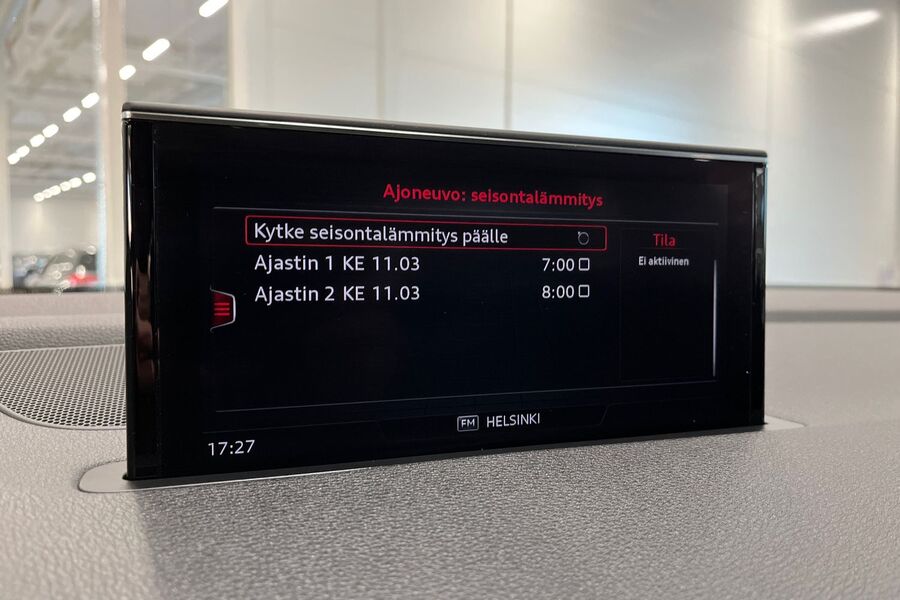 Ajoneuvo: seisontalämmitys
Kytke seisontalämmitys päälle
Ajastin 1 KE 11.03 7:00
Ajastin 2 KE 11.03 8:00
Tila
Ei aktiivinen
FM HELSINKI
17:27